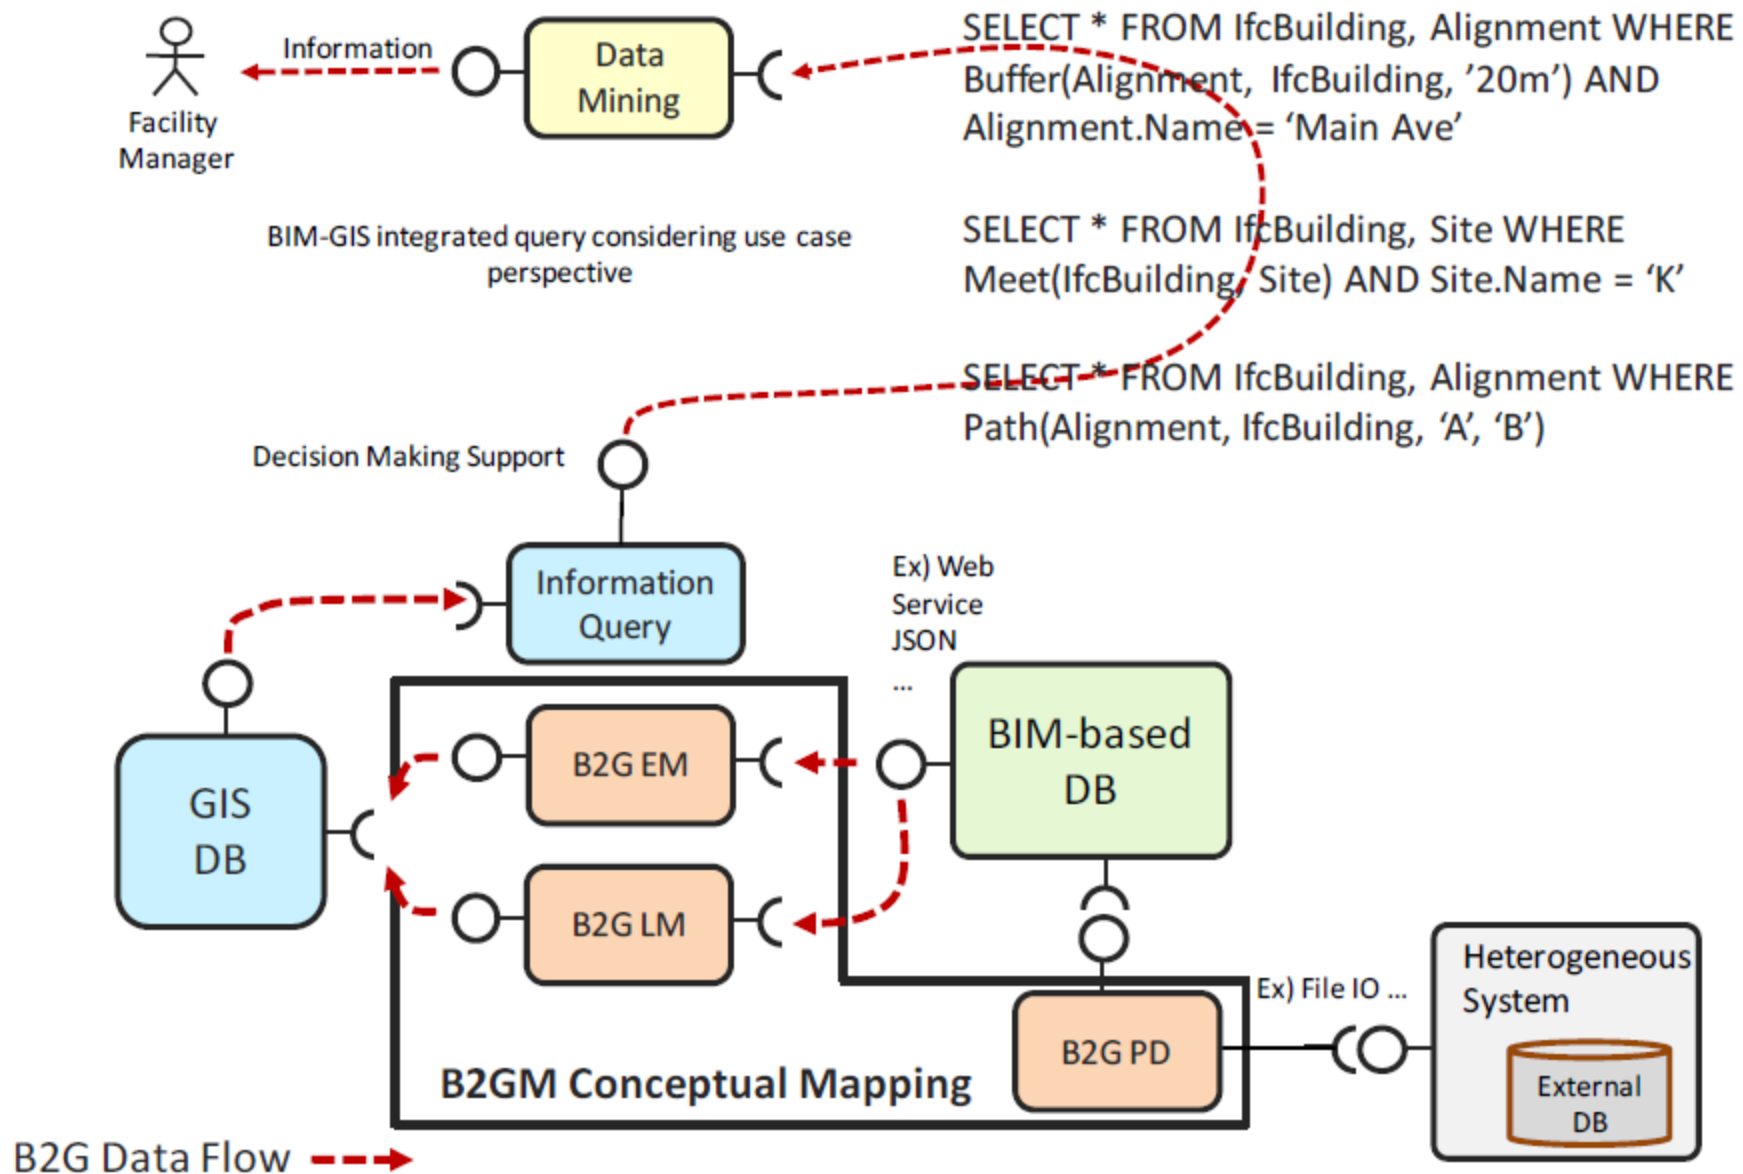 SELECT * FROM IfcBuilding, Alignment WHERE
Buffer(Alignment, IfcBuilding, ’20m’) AND
Alignment.Name = ‘Main Ave’
Information
Data
Mining
Facility
Manager
BIM-GIS integrated query considering use case
perspective
SELECT * FROM IfcBuilding, Site WHERE
Meet(IfcBuilding, Site) AND Site.Name = ‘K’
SELECT * FROM IfcBuilding, Alignment WHERE
Path(Alignment, IfcBuilding, ‘A’, ‘B’)
Decision Making Support
Information
Query
Ex) Web
Service
JSON
...
BIM-based
DB
B2G EM
GIS
DB
B2G LM
Heterogeneous
System
Ex) File IO ...
B2G PD
External
DB
B2GM Conceptual Mapping
B2G Data Flow